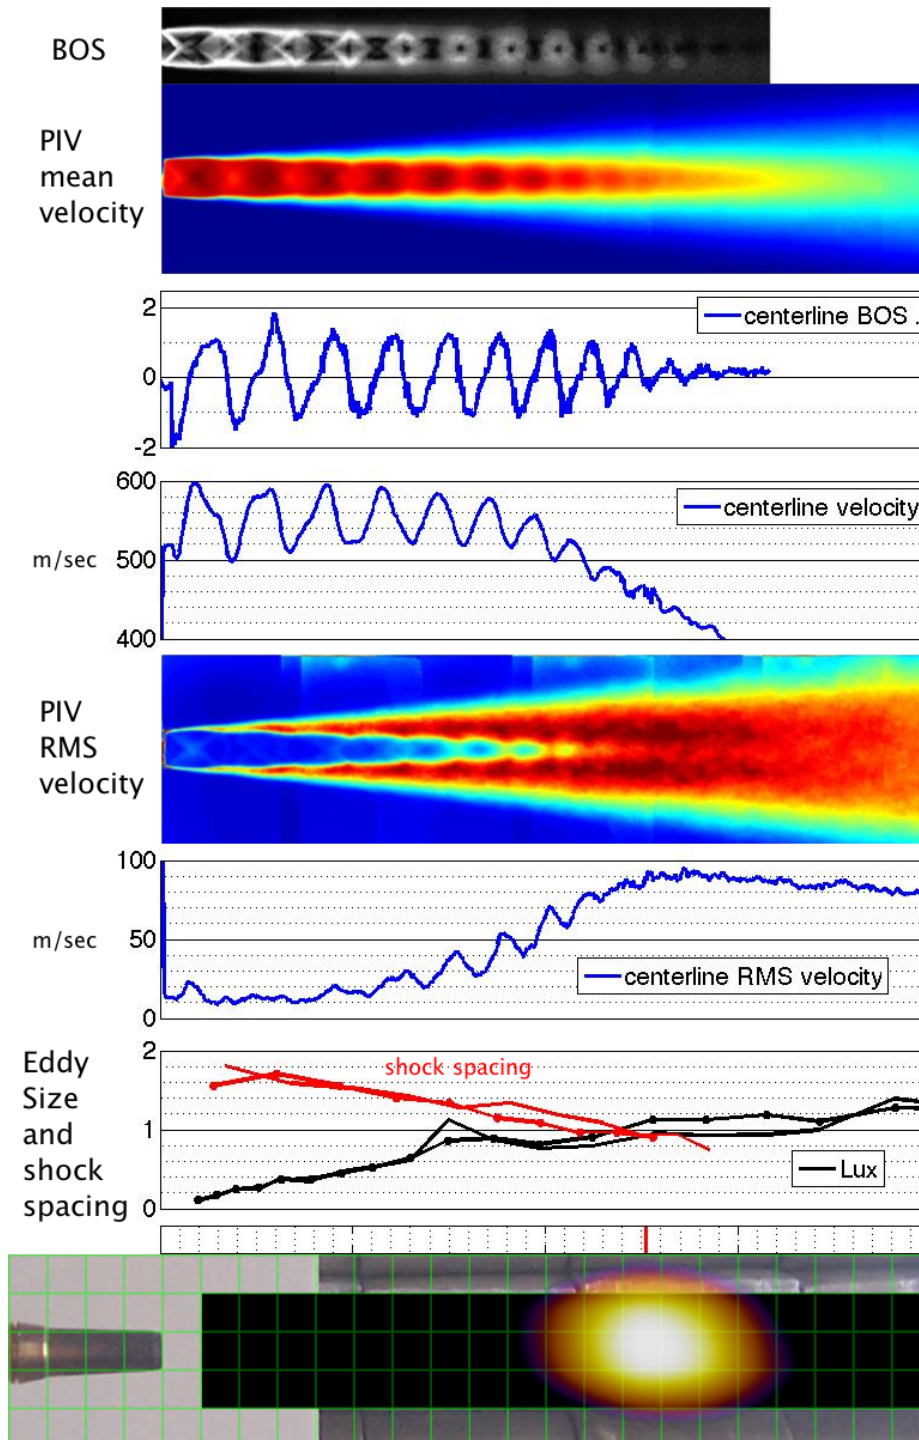 BOS
PIV
mean
velocity
2
0
-2
centerline BOS .
600
500
400
m/sec
centerline velocity
PIV
RMS
velocity
100
50
0
m/sec
centerline RMS velocity
Eddy
Size
and
shock
spacing
2
1
0
shock spacing
Lux